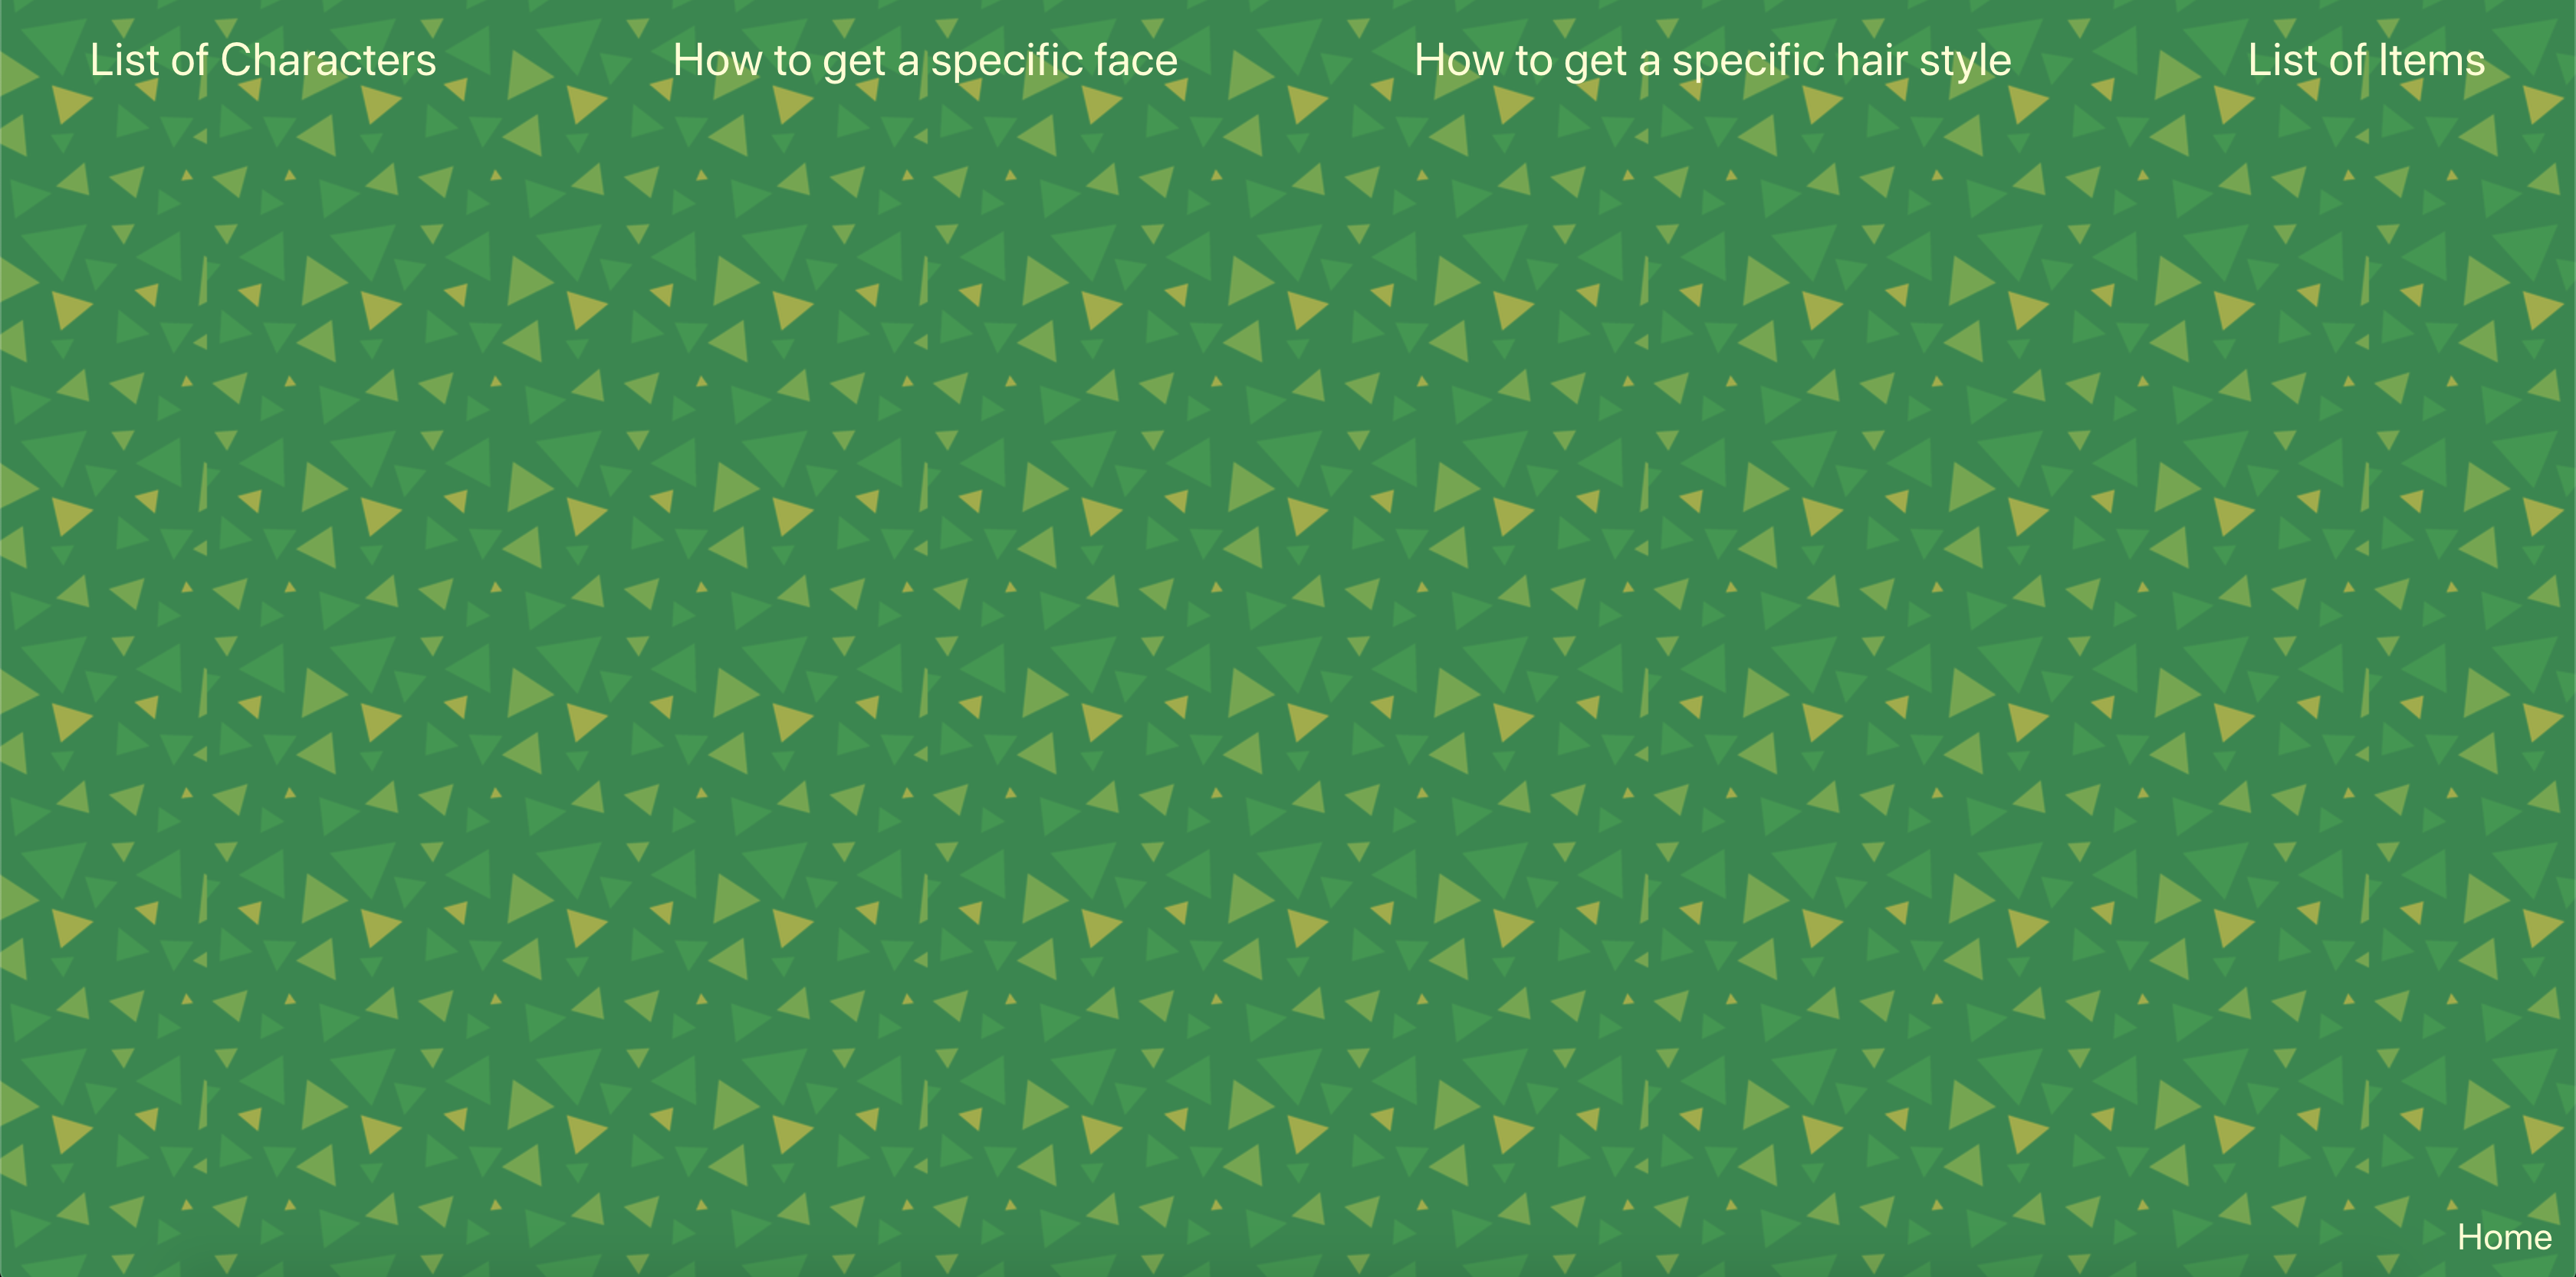 List of Characters
How to get a specific face
How to get a specific hair style
List of Items
Home